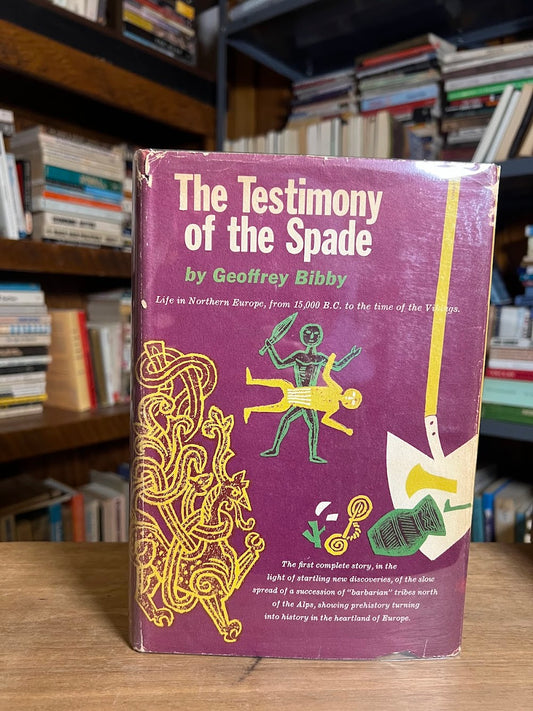 The Testimony
of the Spade
by Geoffrey Bibby
Life in Northern Europe, from 15,000 B.C. to the time of the Vikings.
The first complete story, in the
light of startling new discoveries, of the slow
spread of a succession of "barbarian" tribes north
of the Alps, showing prehistory turning
into history in the heartland of Europe.